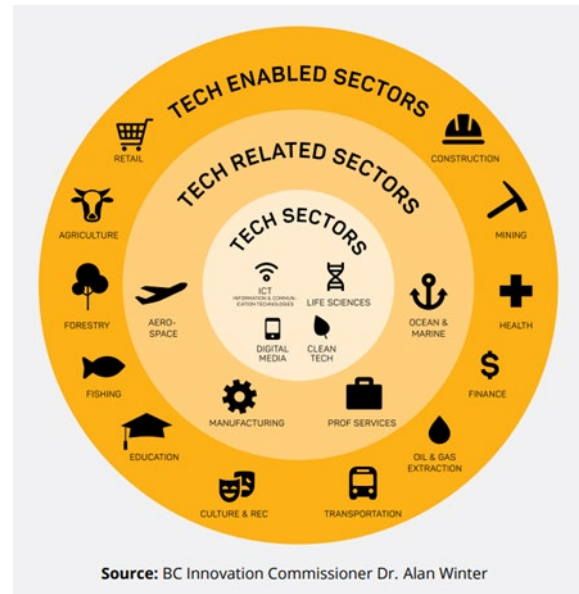 TECH ENABLED SECTORS
RETAIL
CONSTRUCTION
TECH RELATED SECTORS
AGRICULTURE
MINING
TECH SECTORS
ICT
INFORMATION & COMMUN-
ICATION TECHNOLOGIES
LIFE SCIENCES
FORESTRY
AERO-
SPACE
OCEAN &
MARINE
HEALTH
DIGITAL
MEDIA
CLEAN
TECH
FISHING
FINANCE
MANUFACTURING
PROF SERVICES
EDUCATION
OIL & GAS
EXTRACTION
CULTURE & REC
TRANSPORTATION
Source: BC Innovation Commissioner Dr. Alan Winter